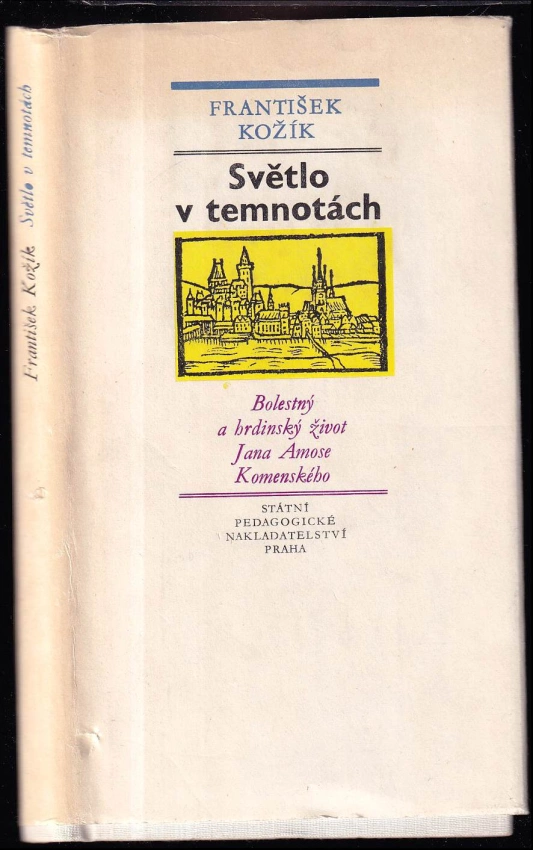 František Kožík Světlo v temnotách
FRANTIŠEK
KOŽÍK
Světlo
v temnotách
Bolestný
a hrdinský život
Jana Amose
Komenského
STÁTNÍ
PEDAGOGICKÉ
NAKLADATELSTVÍ
PRAHA